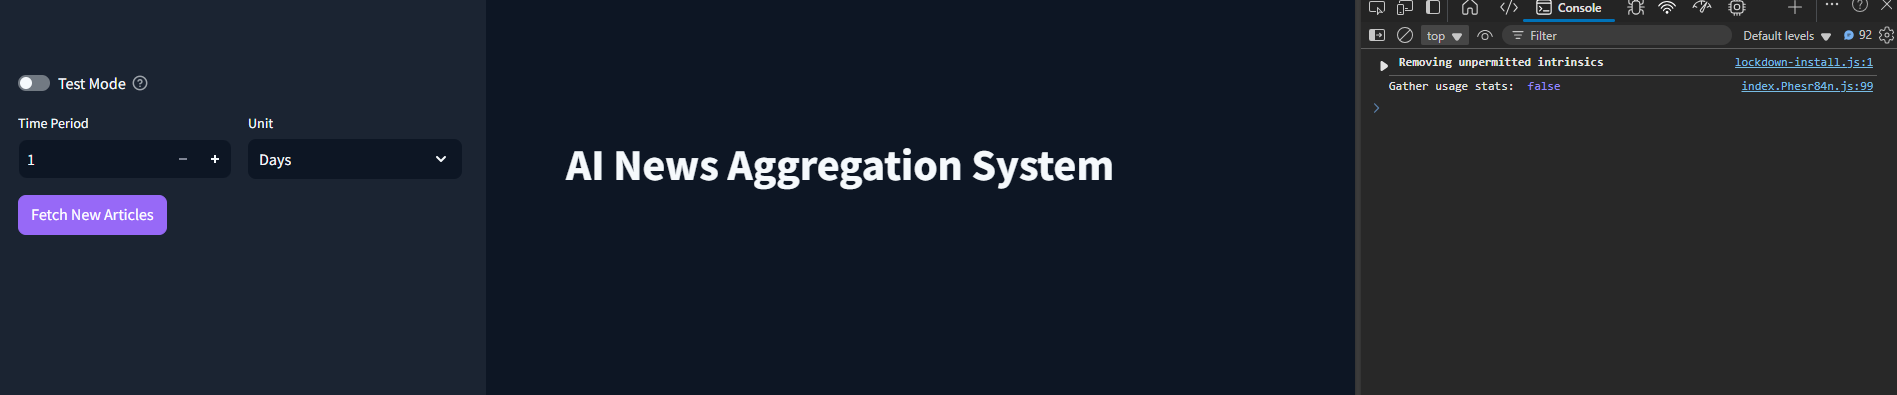 Test Mode
Time Period
Unit
1
Days
Fetch New Articles
AI News Aggregation System
Console
top
Filter
Default levels
92
Removing unpermitted intrinsics lockdown-install.js:1
Gather usage stats: false index.Phesr84n.js:99